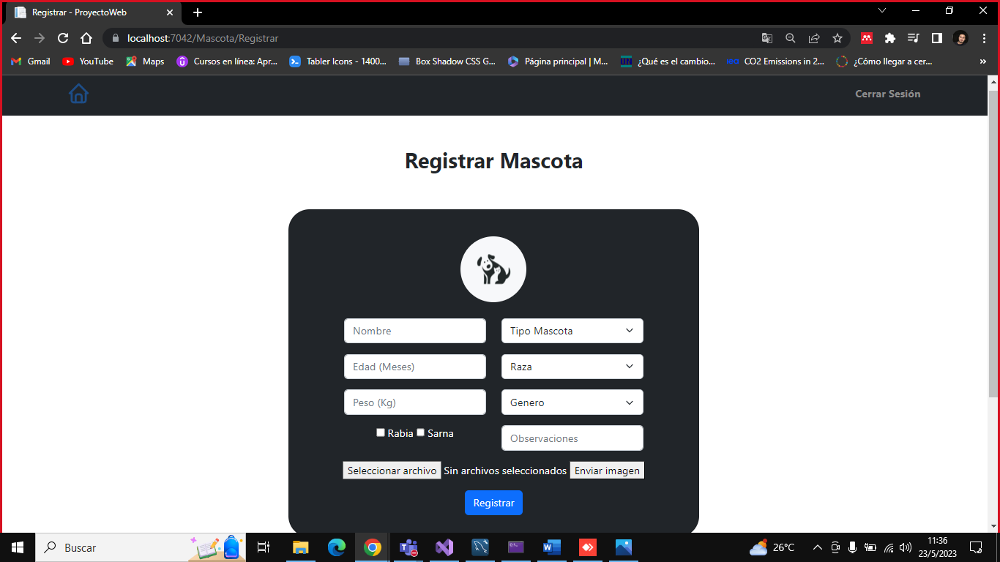 Registrar - ProyectoWeb
localhost:7042/Mascota/Registrar
Gmail YouTube Maps Cursos en línea: Apr... Tabler Icons - 1400... Box Shadow CSS G... Página principal | M... UN ¿Qué es el cambio... CO2 Emissions in 2... ¿Cómo llegar a cer... »
Cerrar Sesión
Registrar Mascota
Nombre Tipo Mascota
Edad (Meses) Raza
Peso (Kg) Genero
Rabia Sarna Observaciones
Seleccionar archivo Sin archivos seleccionados Enviar imagen
Registrar
Buscar 26°C 11:36
23/5/2023